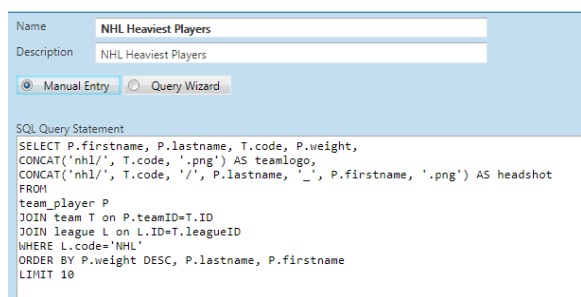 Name NHL Heaviest Players
Description NHL Heaviest Players
Manual Entry Query Wizard
SQL Query Statement
SELECT P.firstname, P.lastname, T.code, P.weight,
CONCAT('nhl/', T.code, '.png') AS teamlogo,
CONCAT('nhl/', T.code, '/', P.lastname, '_', P.firstname, '.png') AS headshot
FROM
team_player P
JOIN team T on P.teamID=T.ID
JOIN league L on L.ID=T.leagueID
WHERE L.code='NHL'
ORDER BY P.weight DESC, P.lastname, P.firstname
LIMIT 10